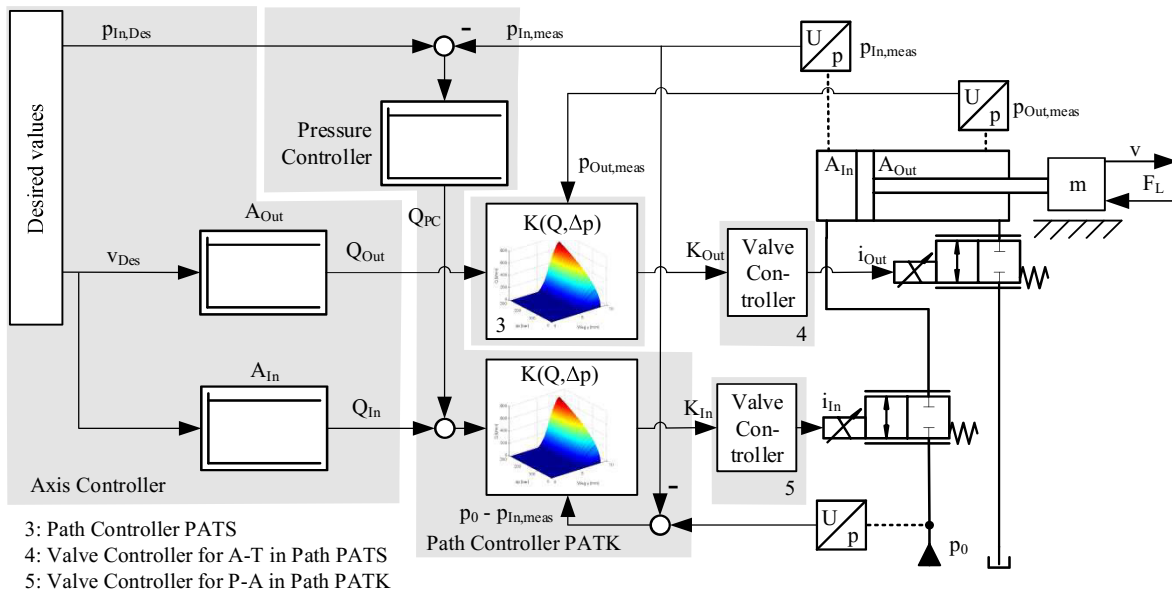 Desired values
p_In,Des
-
p_In,meas
U
p
p_In,meas
U
p
p_Out,meas
Pressure
Controller
p_Out,meas
A_In
A_Out
v
m
F_L
Q_PC
A_Out
v_Des
Q_Out
K(Q,Δp)
3
K_Out
Valve
Con-
troller
4
i_Out
A_In
Q_In
K(Q,Δp)
K_In
Valve
Con-
troller
5
i_In
-
p_0 - p_In,meas
U
p
p_0
Axis Controller
Path Controller PATK
3: Path Controller PATS
4: Valve Controller for A-T in Path PATS
5: Valve Controller for P-A in Path PATK